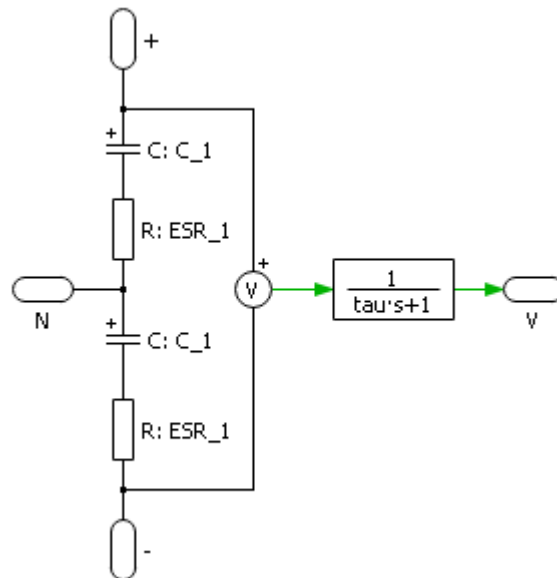 +
+
C: C_1
R: ESR_1
N
+
C: C_1
R: ESR_1
-
+
V
1
tau·s+1
V